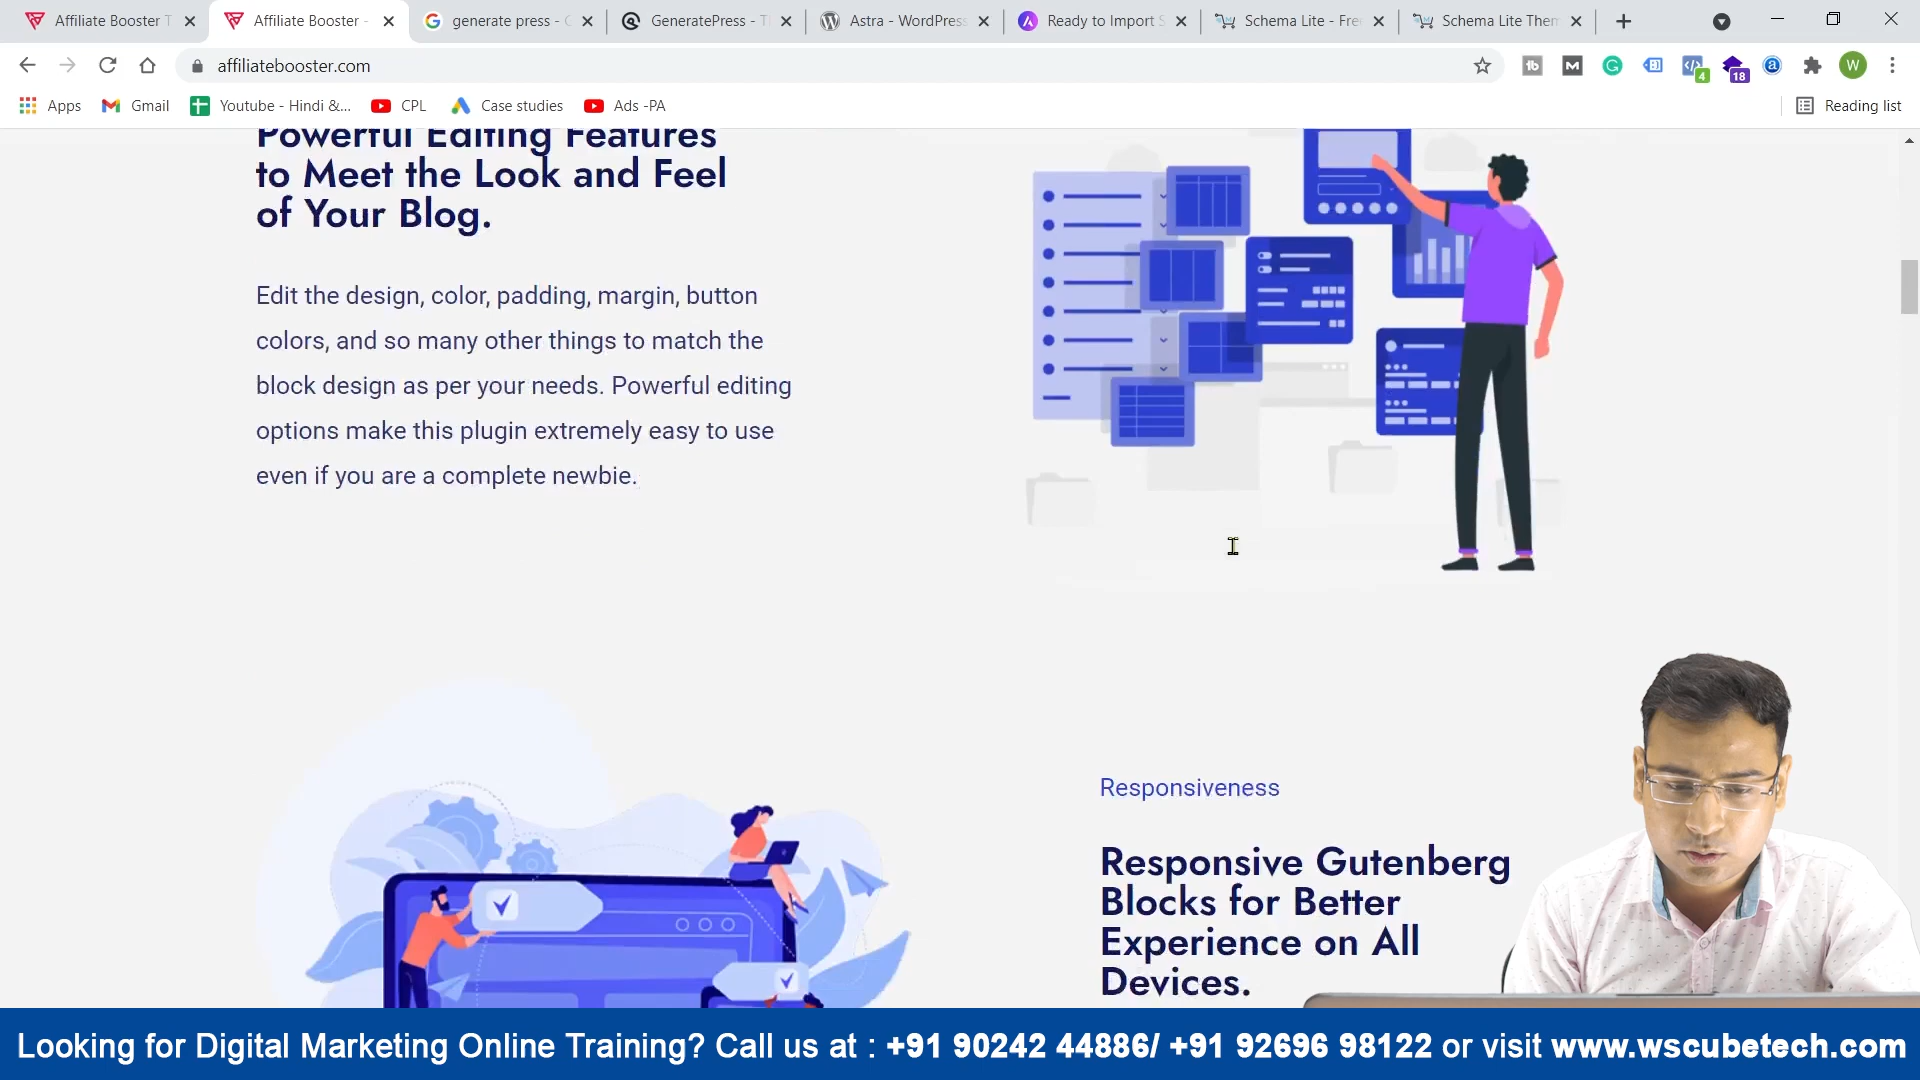 Affiliate Booster T
Affiliate Booster -
generate press - G
GeneratePress - T
Astra - WordPress
Ready to Import S
Schema Lite - Free
Schema Lite Them
affiliatebooster.com
4
18
W
Apps
Gmail
Youtube - Hindi &...
CPL
Case studies
Ads -PA
Reading list
Powerful Editing Features
to Meet the Look and Feel
of Your Blog.
Edit the design, color, padding, margin, button
colors, and so many other things to match the
block design as per your needs. Powerful editing
options make this plugin extremely easy to use
even if you are a complete newbie.
Responsiveness
Responsive Gutenberg
Blocks for Better
Experience on All
Devices.
Looking for Digital Marketing Online Training? Call us at : +91 90242 44886/ +91 92696 98122 or visit www.wscubetech.com